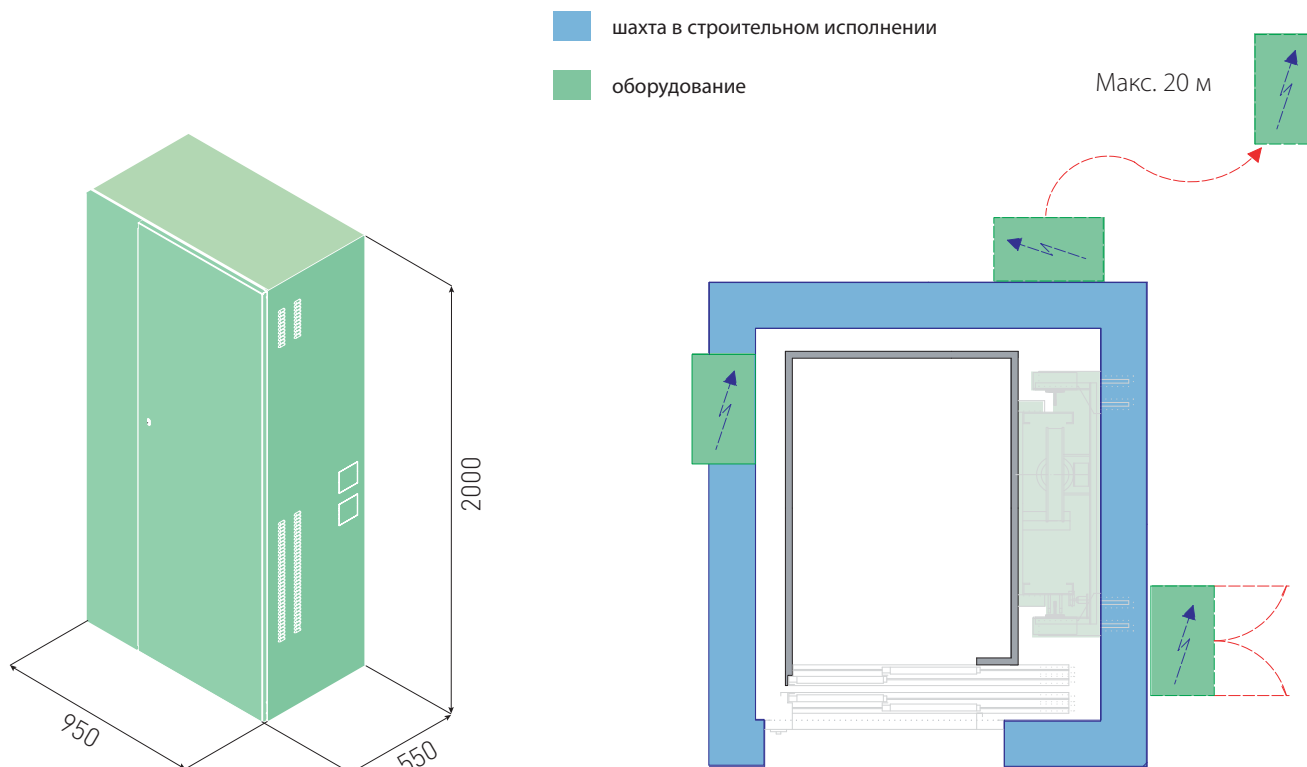 шахта в строительном исполнении
оборудование
Макс. 20 м
2000
950
550